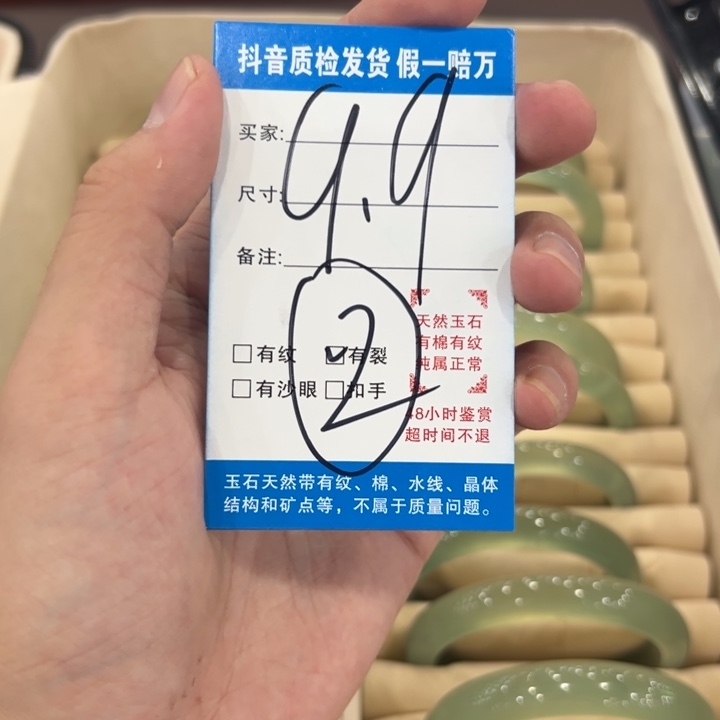 抖音质检发货 假一赔万
买家:
尺寸:
备注:
9.9
2
□有纹 ☑有裂
□有沙眼 □扣手
天然玉石
有棉有纹
纯属正常
48小时鉴赏
超时间不退
玉石天然带有纹、棉、水线、晶体
结构和矿点等，不属于质量问题。